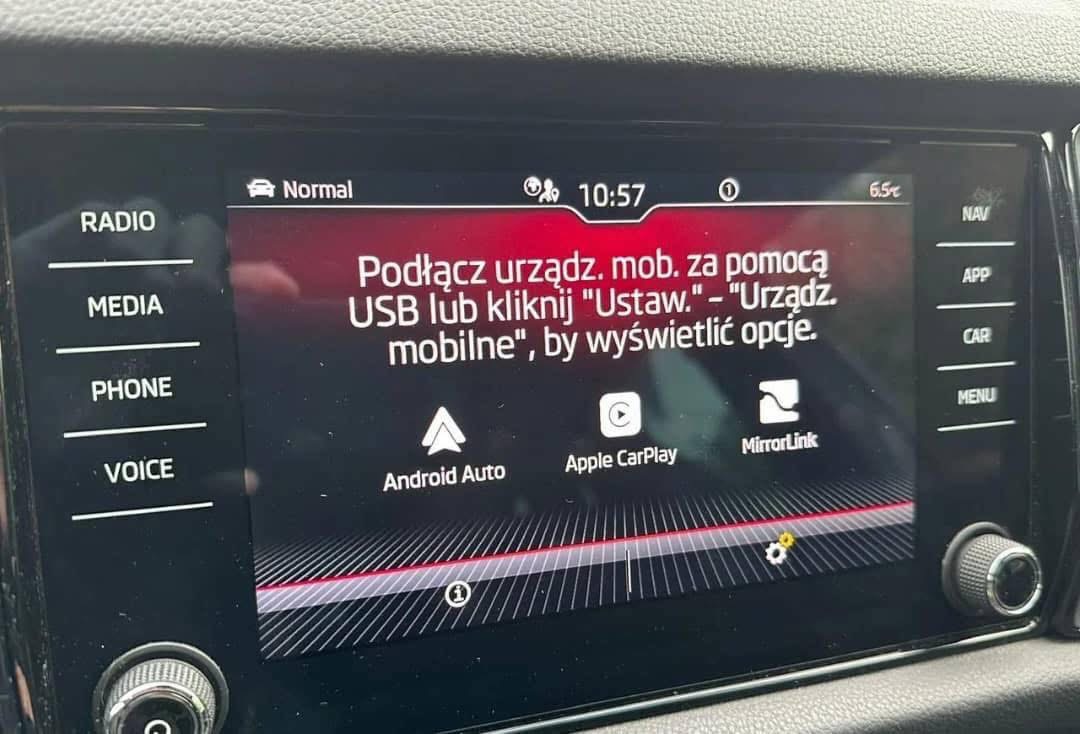 Normal
10:57
1
6.5°C
RADIO
MEDIA
PHONE
VOICE
Podłącz urządz. mob. za pomocą
USB lub kliknij "Ustaw." – "Urządz.
mobilne", by wyświetlić opcje.
Android Auto
Apple CarPlay
MirrorLink
i
NAV
APP
CAR
MENU